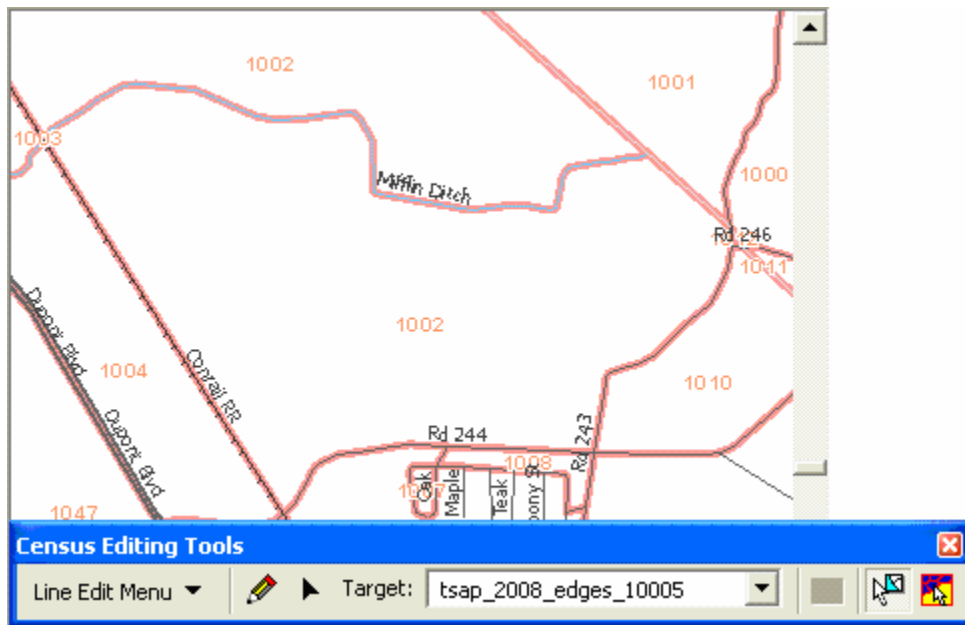 1002
1001
1003
1000
Mifflin Ditch
Rd 246
1011
Dupont Blvd
1002
1004
Conrail RR
1010
Dupont Blvd
Rd 244
Rd 243
1008
Oak
Maple
Teak
1047
Census Editing Tools
Line Edit Menu
Target:
tsap_2008_edges_10005